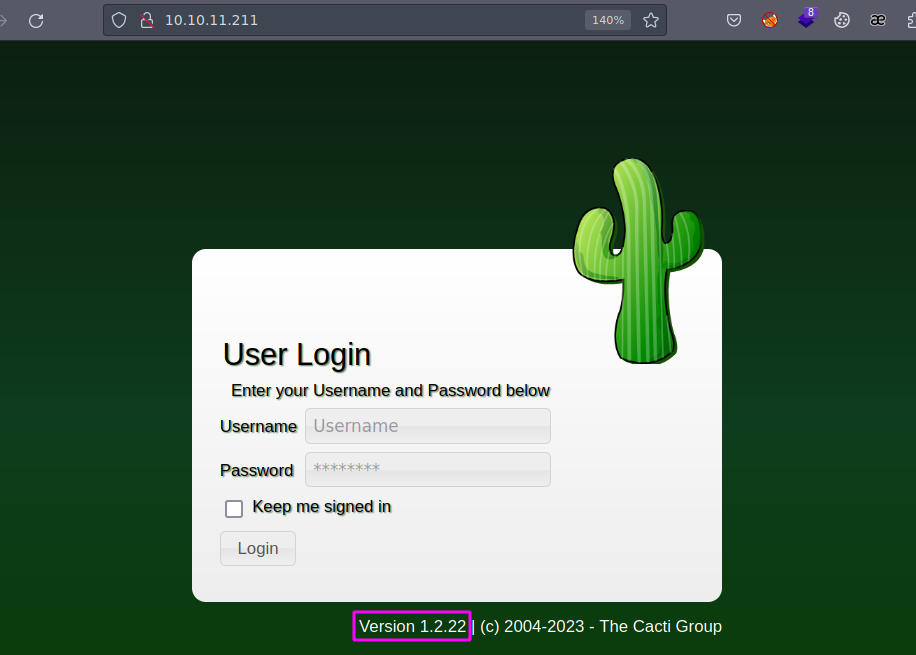 10.10.11.211 140% 8 æ
User Login
Enter your Username and Password below
Username Username
Password ********
Keep me signed in
Login
Version 1.2.22 | (c) 2004-2023 - The Cacti Group